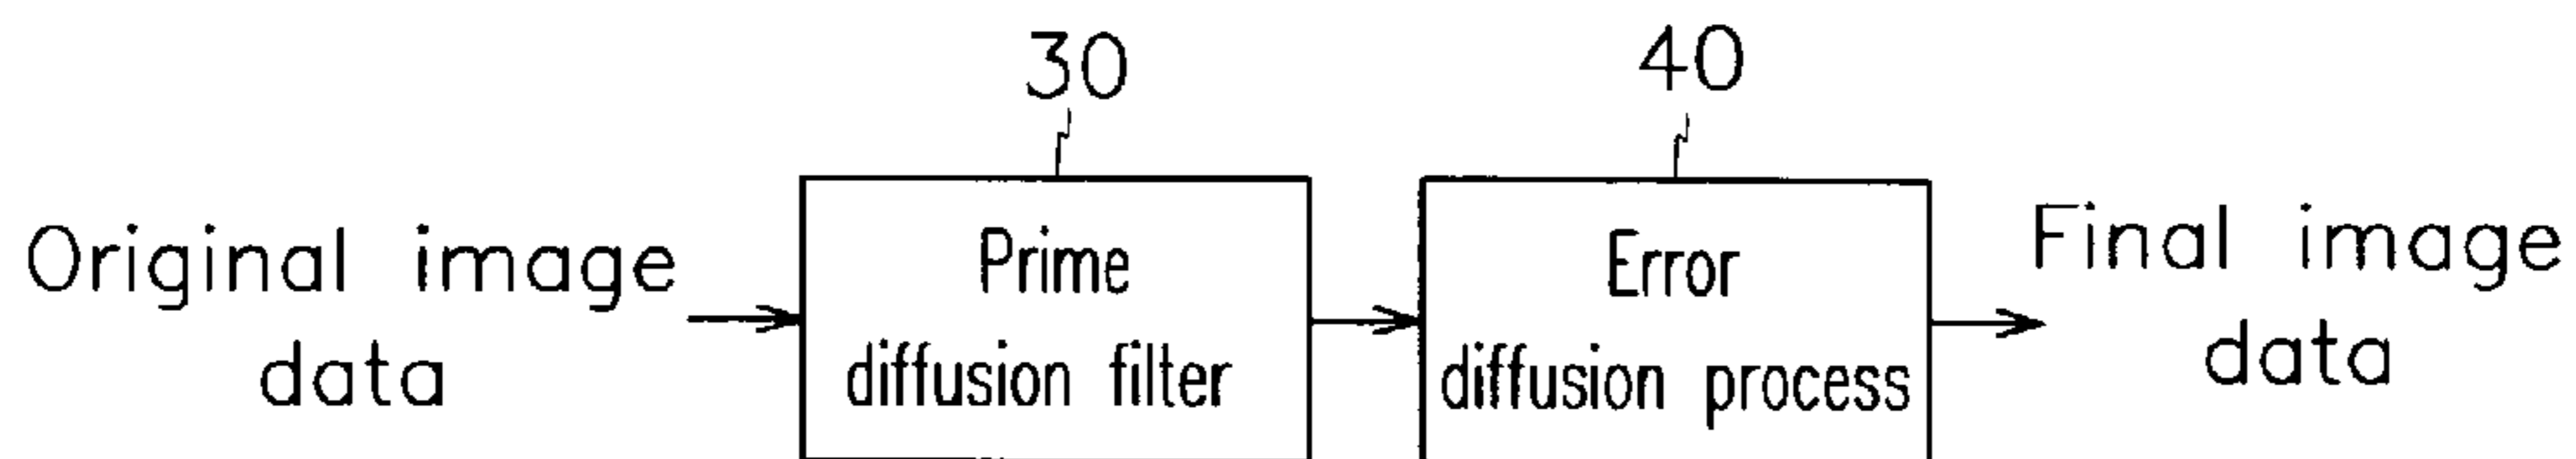 30
40
Original image
data
Prime
diffusion filter
Error
diffusion process
Final image
data